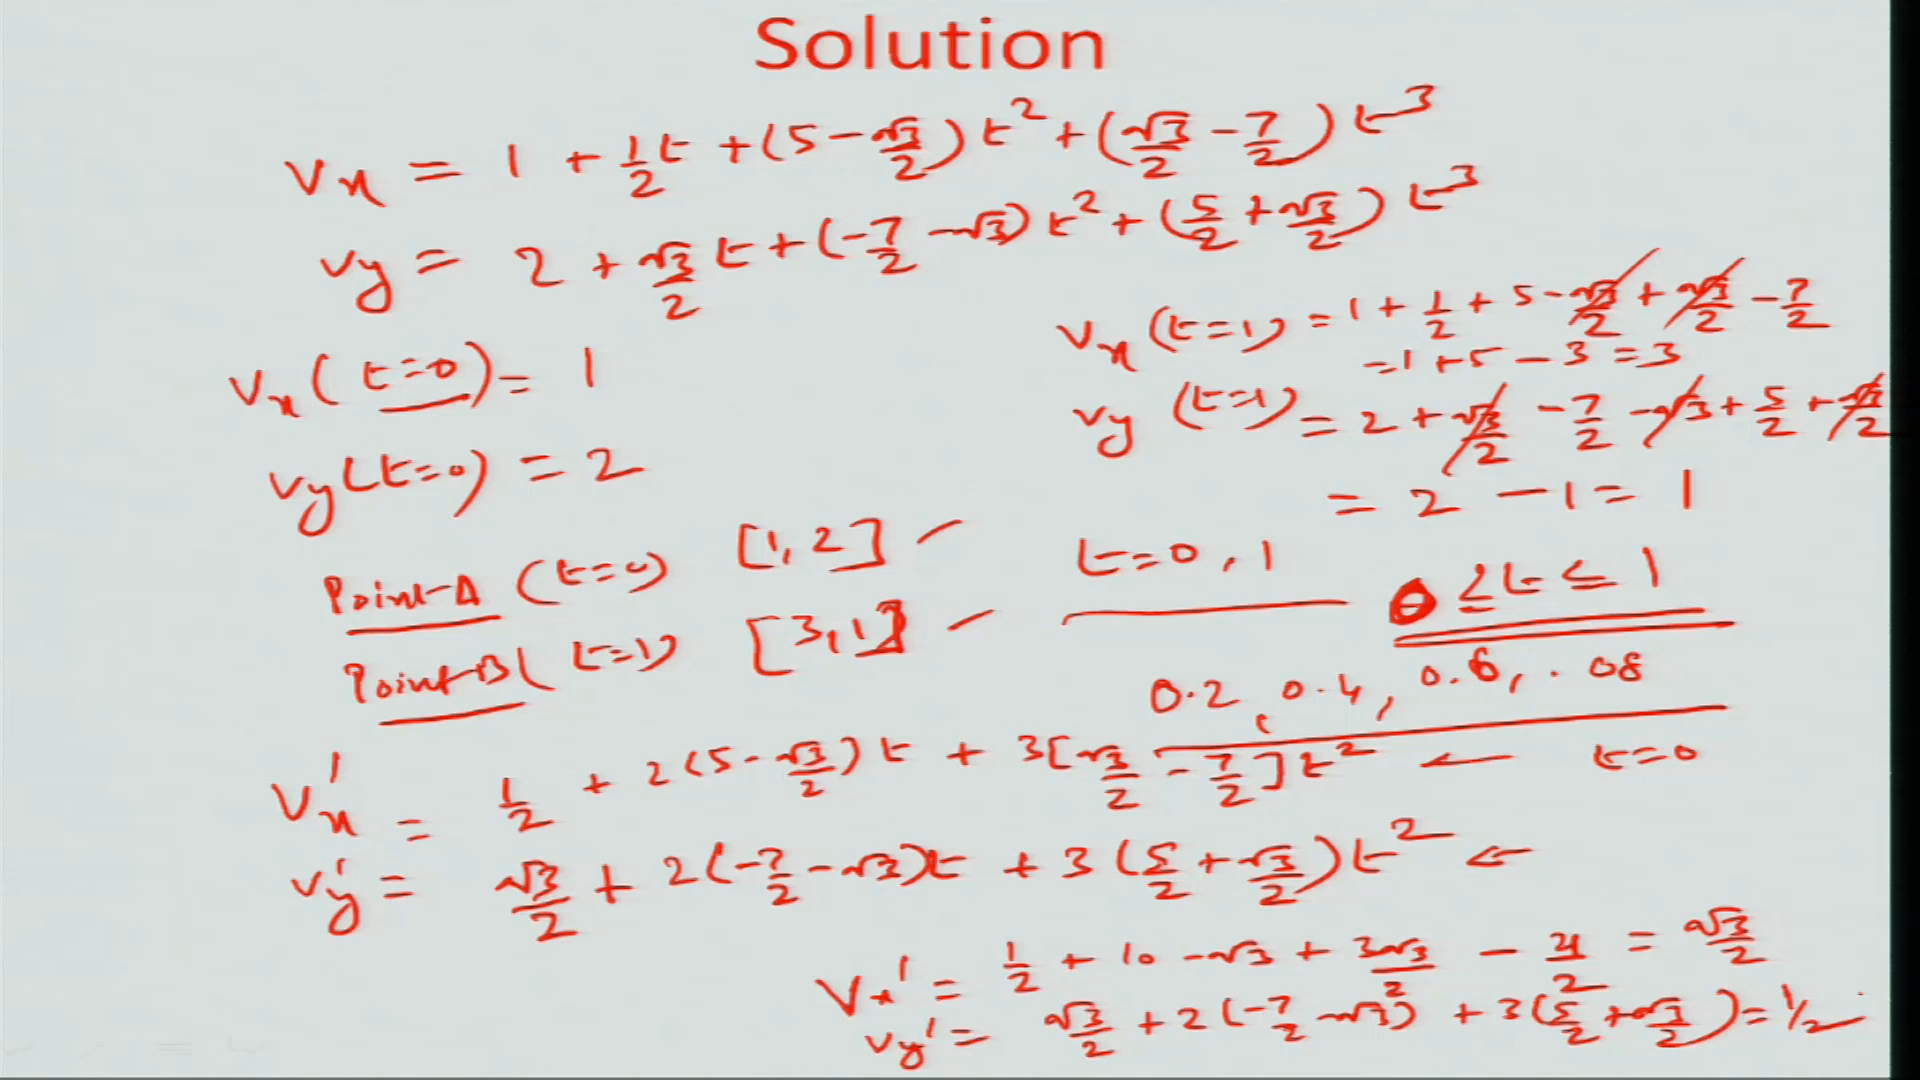 Solution
Vx = 1 + 1/2 t + (5 - √3/2) t² + (√3/2 - 7/2) t³
Vy = 2 + √3/2 t + (-7/2 - √3) t² + (5/2 + √3/2) t³
Vx (t=0) = 1
Vy (t=0) = 2
Vx (t=1) = 1 + 1/2 + 5 - √3/2 + √3/2 - 7/2
= 1 + 5 - 3 = 3
Vy (t=1) = 2 + √3/2 - 7/2 - √3 + 5/2 + √3/2
= 2 - 1 = 1
Point-A (t=0) [1, 2]
Point-B (t=1) [3, 1]
t=0, 1
0 ≤ t ≤ 1
0.2, 0.4, 0.6, .08
Vx' = 1/2 + 2(5 - √3/2) t + 3[√3/2 - 7/2] t² ← t=0
Vy' = √3/2 + 2(-7/2 - √3)t + 3(5/2 + √3/2) t² ←
Vx' = 1/2 + 10 - √3 + 3√3/2 - 21/2 = √3/2
Vy' = √3/2 + 2(-7/2 - √3) + 3(5/2 + √3/2) = 1/2